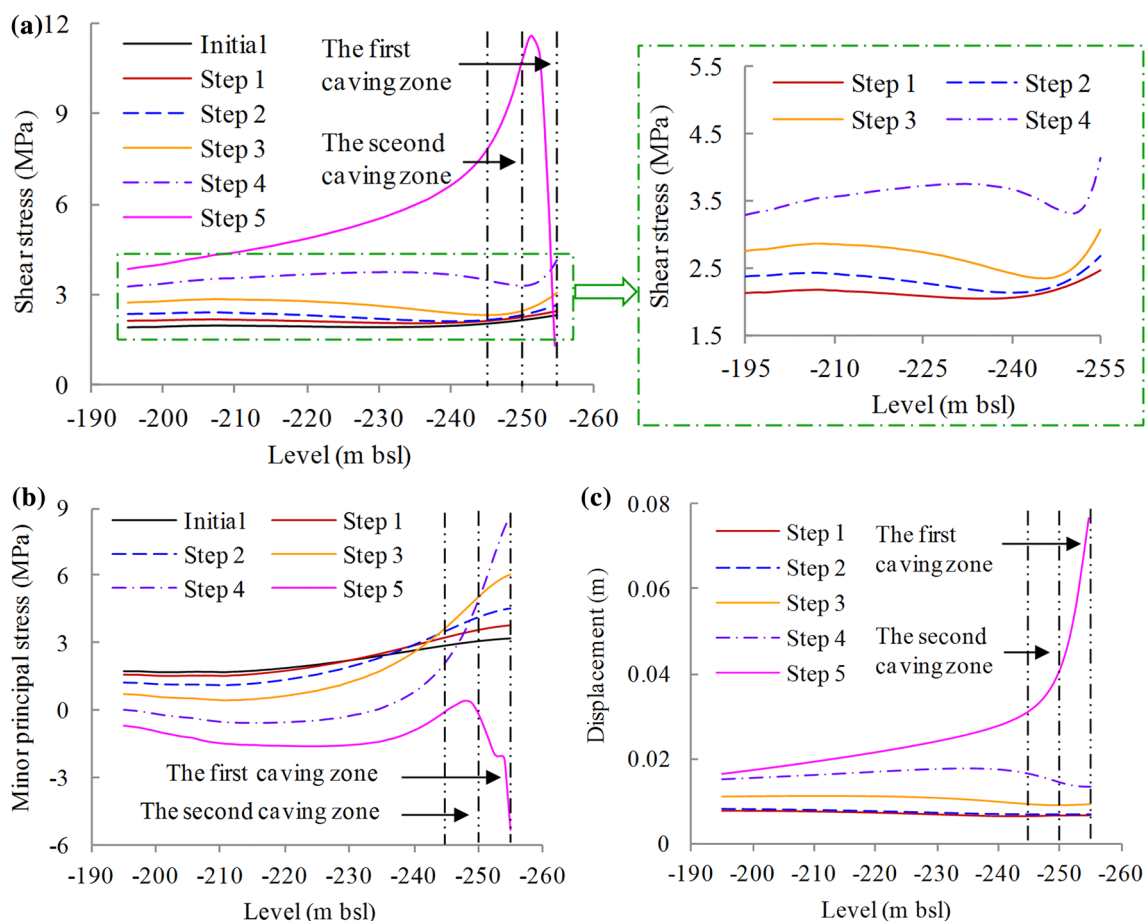 (a)
12
9
6
3
0
Shear stress (MPa)
Initial
Step 1
Step 2
Step 3
Step 4
Step 5
The first
caving zone
The sceond
caving zone
-190 -200 -210 -220 -230 -240 -250 -260
Level (m bsl)
5.5
4.5
3.5
2.5
1.5
Shear stress (MPa)
Step 1 Step 2
Step 3 Step 4
-195 -210 -225 -240 -255
Level (m bsl)
(b)
9
6
3
0
-3
-6
Minor principal stress (MPa)
Initial Step 1
Step 2 Step 3
Step 4 Step 5
The first caving zone
The second caving zone
-190 -200 -210 -220 -230 -240 -250 -260
Level (m bsl)
(c)
0.08
0.06
0.04
0.02
0
Displacement (m)
Step 1
Step 2
Step 3
Step 4
Step 5
The first
caving zone
The second
caving zone
-190 -200 -210 -220 -230 -240 -250 -260
Level (m bsl)